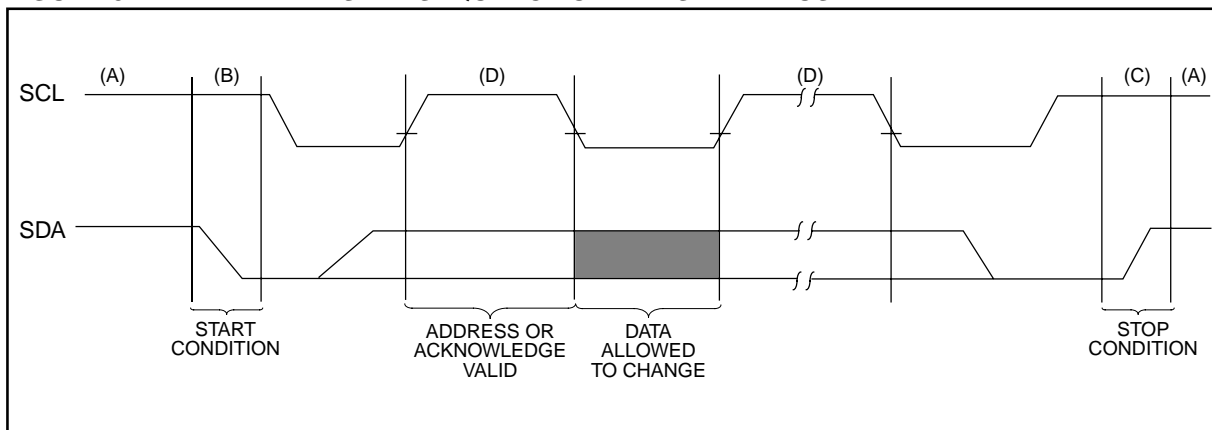 (A) (B) (D) (D) (C) (A)
SCL
SDA
START
CONDITION
ADDRESS OR
ACKNOWLEDGE
VALID
DATA
ALLOWED
TO CHANGE
STOP
CONDITION